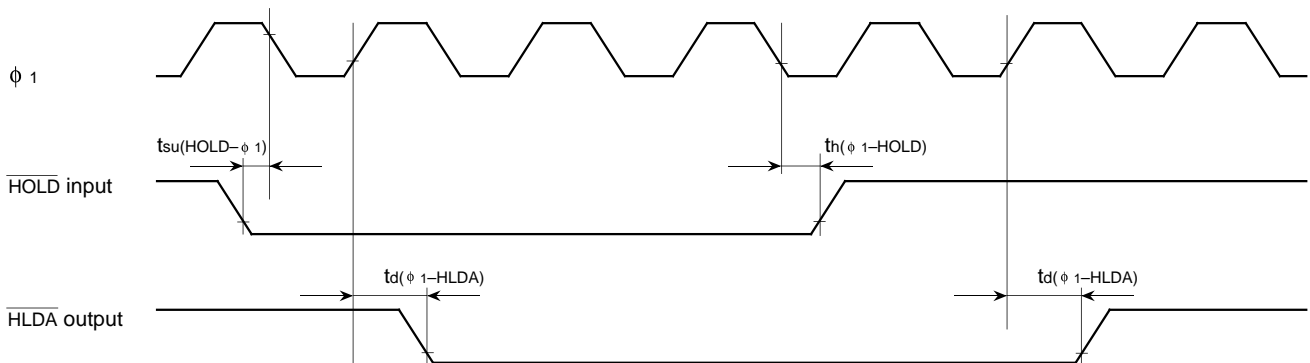 ϕ 1
tsu(HOLD–ϕ 1)
th(ϕ 1–HOLD)
HOLD input
td(ϕ 1–HLDA)
td(ϕ 1–HLDA)
HLDA output